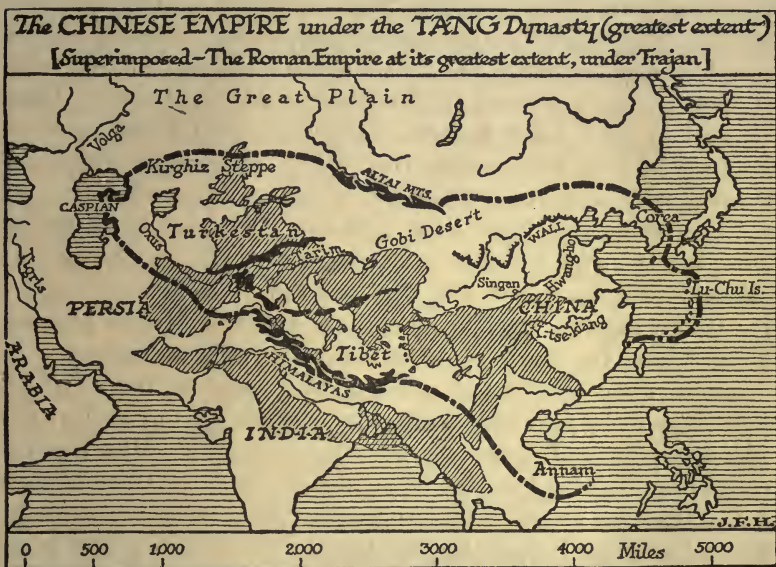 The CHINESE EMPIRE under the TANG Dynasty (greatest extent)
[Superimposed—The Roman Empire at its greatest extent, under Trajan]
The Great Plain
Volga
Kirghiz Steppe
ALTAI MTS.
CASPIAN
Corea
Oxus
Turkestan
Gobi Desert
WALL
Tarim
Tigris
Singan
Hwang-ho
Lu-Chu Is.
PERSIA
CHINA
Y-tse-kiang
Tibet
ARABIA
HIMALAYAS
INDIA
Annam
J.F.H.
0 500 1,000 2,000 3000 4000 Miles 5000